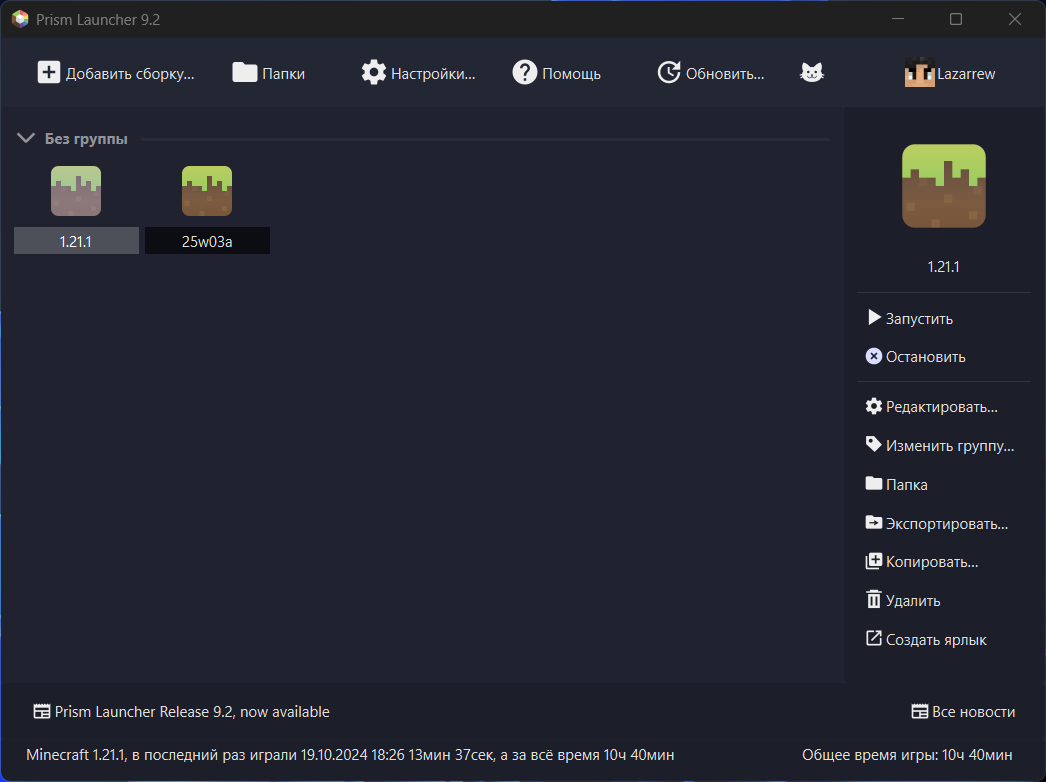 Prism Launcher 9.2
Добавить сборку... Папки Настройки... Помощь Обновить... Lazarrew
Без группы
1.21.1 25w03a
1.21.1
Запустить
Остановить
Редактировать...
Изменить группу...
Папка
Экспортировать...
Копировать...
Удалить
Создать ярлык
Prism Launcher Release 9.2, now available Все новости
Minecraft 1.21.1, в последний раз играли 19.10.2024 18:26 13мин 37сек, а за всё время 10ч 40мин Общее время игры: 10ч 40мин